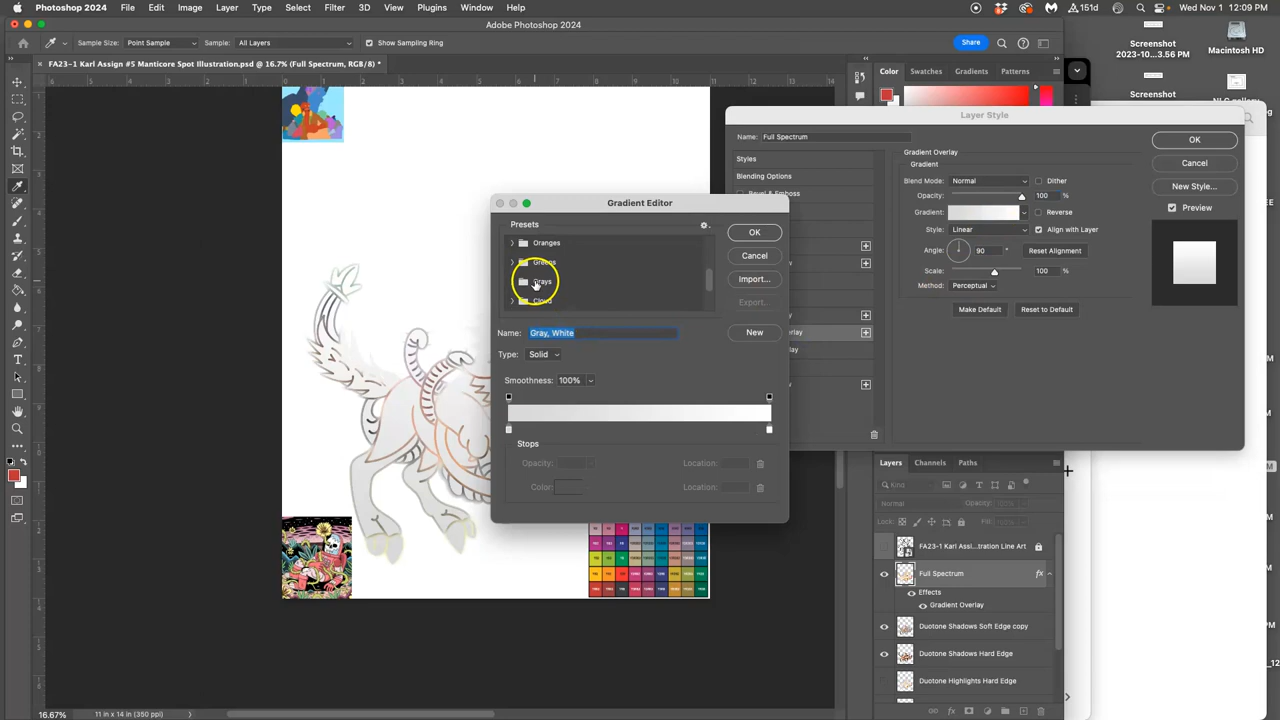 Photoshop 2024 File Edit Image Layer Type Select Filter 3D View Plugins Window Help Wed Nov 1 12:09 PM
Adobe Photoshop 2024
Sample Size: Point Sample Sample: All Layers Show Sampling Ring Share
FA23-1 Karl Assign #5 Manticore Spot Illustration.psd @ 16.7% (Full Spectrum, RGB/8) *
Color Swatches Gradients Patterns
Screenshot
2023-10...3.56 PM
Macintosh HD
Screenshot
Layer Style
Name: Full Spectrum
Styles
Blending Options
Gradient Overlay
Gradient
Blend Mode: Normal Dither
Opacity: 100 %
Gradient: Reverse
Style: Linear Align with Layer
Angle: 90 ° Reset Alignment
Scale: 100 %
Method: Perceptual
Make Default Reset to Default
OK
Cancel
New Style...
Preview
Gradient Editor
Presets
Oranges
Greens
Grays
Cloud
OK
Cancel
Import...
Export...
Name: Gray, White New
Type: Solid
Smoothness: 100%
Stops
Opacity: Location:
Color: Location:
Layers Channels Paths
Kind
Normal Opacity:
Lock: Fill:
FA23-1 Karl Assi...tration Line Art
Full Spectrum fx
Effects
Gradient Overlay
Duotone Shadows Soft Edge copy
Duotone Shadows Hard Edge
Duotone Highlights Hard Edge
16.67% 11 in x 14 in (350 ppi)